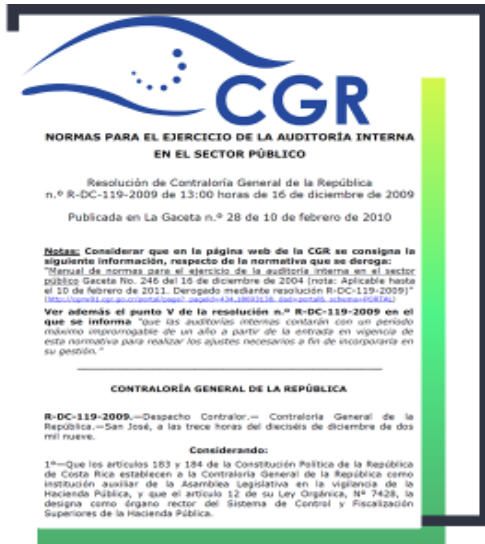 CGR
NORMAS PARA EL EJERCICIO DE LA AUDITORÍA INTERNA
EN EL SECTOR PÚBLICO
Resolución de Contraloría General de la República
n.º R-DC-119-2009 de 13:00 horas de 16 de diciembre de 2009
Publicada en La Gaceta n.º 28 de 10 de febrero de 2010
Notas: Considerar que en la página web de la CGR se consigna la
siguiente información, respecto de la normativa que se deroga:
"Manual de normas para el ejercicio de la auditoría interna en el sector
público Gaceta No. 246 del 16 de diciembre de 2004 (nota: Aplicable hasta
el 10 de febrero de 2011. Derogado mediante resolución R-DC-119-2009)"
Ver además el punto V de la resolución n.º R-DC-119-2009 en el
que se informa "que las auditorías internas contarán con un período
máximo improrrogable de un año a partir de la entrada en vigencia de
esta normativa para realizar los ajustes necesarios a fin de incorporarla en
su gestión."
CONTRALORÍA GENERAL DE LA REPÚBLICA
R-DC-119-2009.—Despacho Contralor.— Contraloría General de la
República.—San José, a las trece horas del dieciséis de diciembre de dos
mil nueve.
Considerando:
1º—Que los artículos 183 y 184 de la Constitución Política de la República
de Costa Rica establecen a la Contraloría General de la República como
institución auxiliar de la Asamblea Legislativa en la vigilancia de la
Hacienda Pública, y que el artículo 12 de su Ley Orgánica, Nº 7428, la
designa como órgano rector del Sistema de Control y Fiscalización
Superiores de la Hacienda Pública.